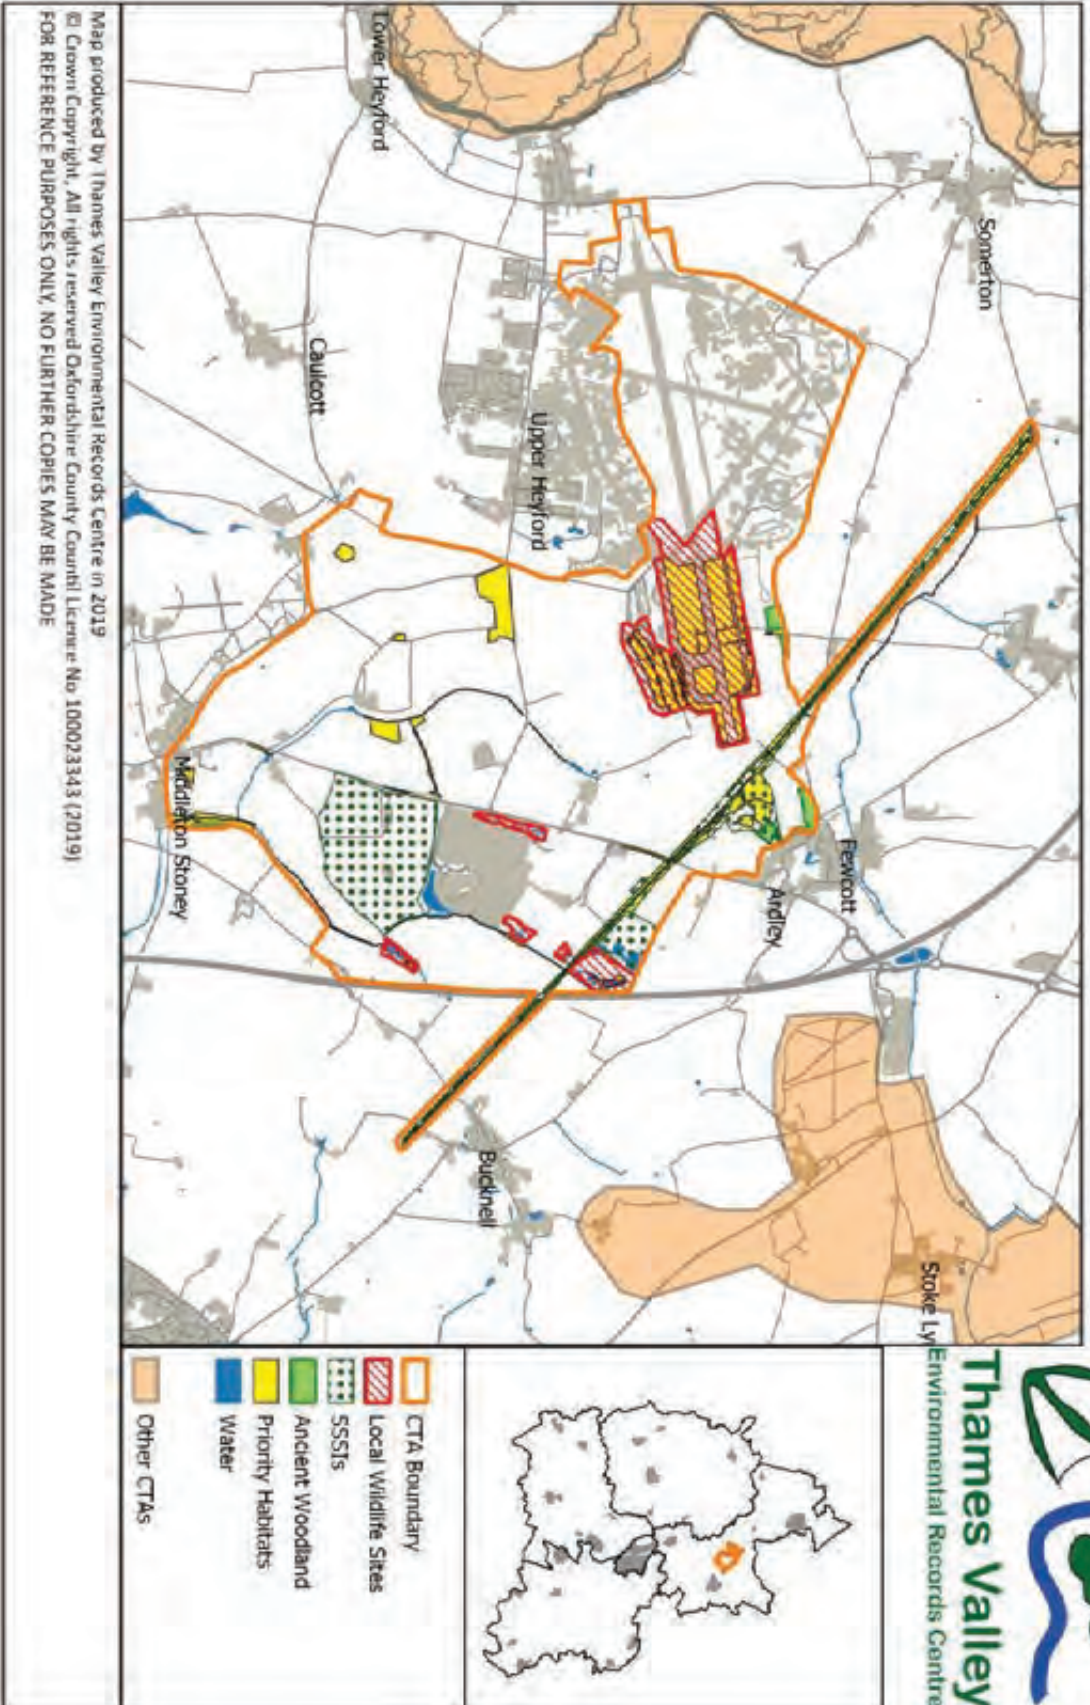 Thames Valley
Environmental Records Centre
Somerton
Lower Heyford
Upper Heyford
Caulcott
Fewcott
Ardley
Middleton Stoney
Bucknell
Stoke Ly
CTA Boundary
Local Wildlife Sites
SSSIs
Ancient Woodland
Priority Habitats
Water
Other CTAs
Map produced by Thames Valley Environmental Records Centre in 2019
© Crown Copyright. All rights reserved Oxfordshire County Council Licence No 100023343 (2019)
FOR REFERENCE PURPOSES ONLY, NO FURTHER COPIES MAY BE MADE